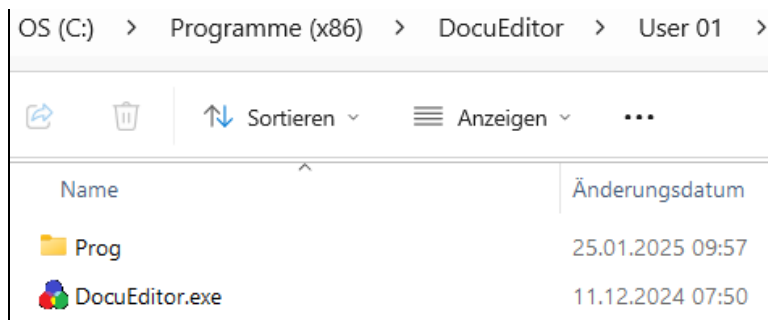 OS (C:) > Programme (x86) > DocuEditor > User 01 >
Sortieren Anzeigen ...
Name Änderungsdatum
Prog 25.01.2025 09:57
DocuEditor.exe 11.12.2024 07:50